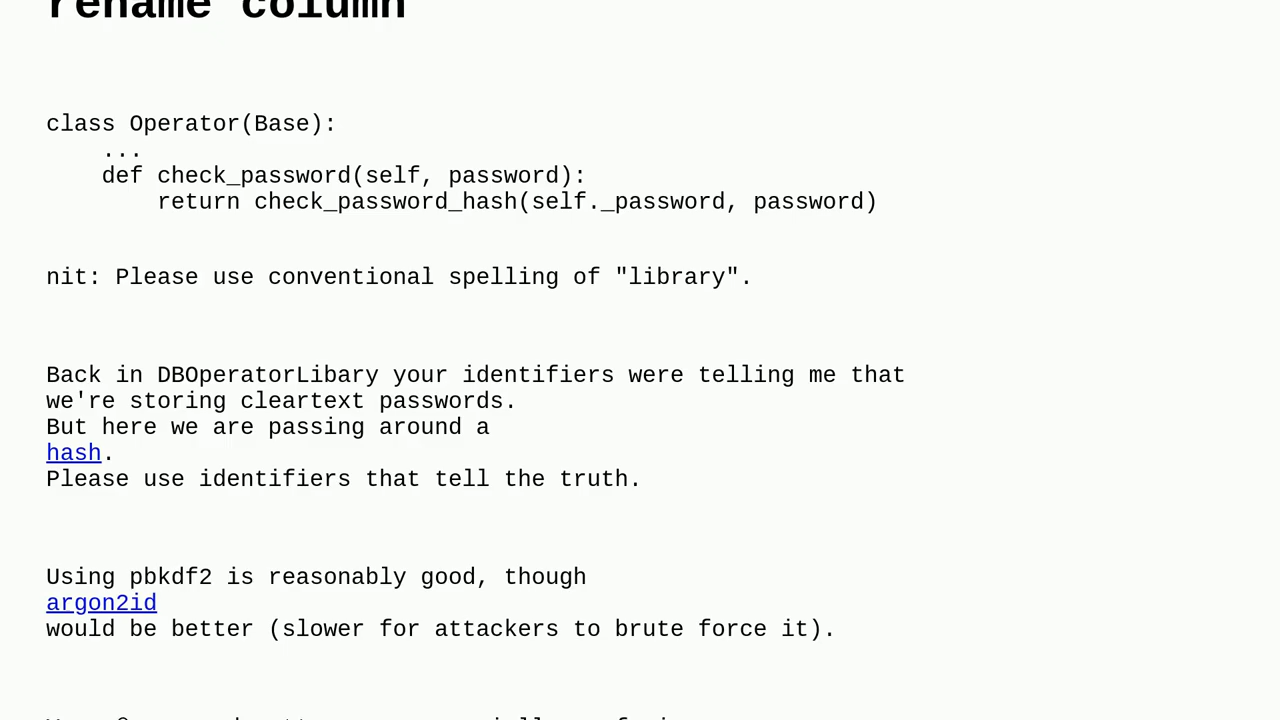 rename column
class Operator(Base):
    ...
    def check_password(self, password):
        return check_password_hash(self._password, password)
nit: Please use conventional spelling of "library".
Back in DBOperatorLibary your identifiers were telling me that
we're storing cleartext passwords.
But here we are passing around a
hash.
Please use identifiers that tell the truth.
Using pbkdf2 is reasonably good, though
argon2id
would be better (slower for attackers to brute force it).